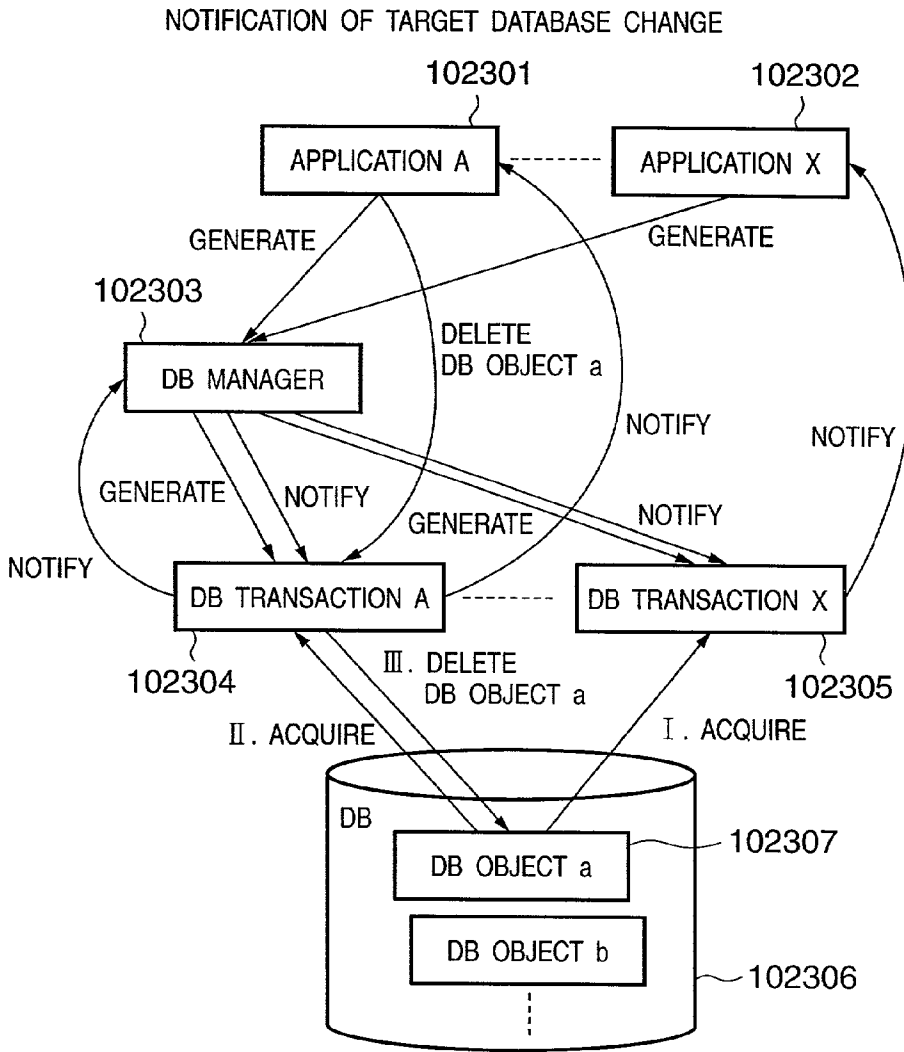 NOTIFICATION OF TARGET DATABASE CHANGE
102301
102302
APPLICATION A
APPLICATION X
GENERATE
GENERATE
102303
DELETE
DB OBJECT a
DB MANAGER
NOTIFY
NOTIFY
GENERATE
NOTIFY
GENERATE
NOTIFY
NOTIFY
DB TRANSACTION A
DB TRANSACTION X
102304
III. DELETE
DB OBJECT a
102305
II. ACQUIRE
I. ACQUIRE
DB
DB OBJECT a
102307
DB OBJECT b
102306